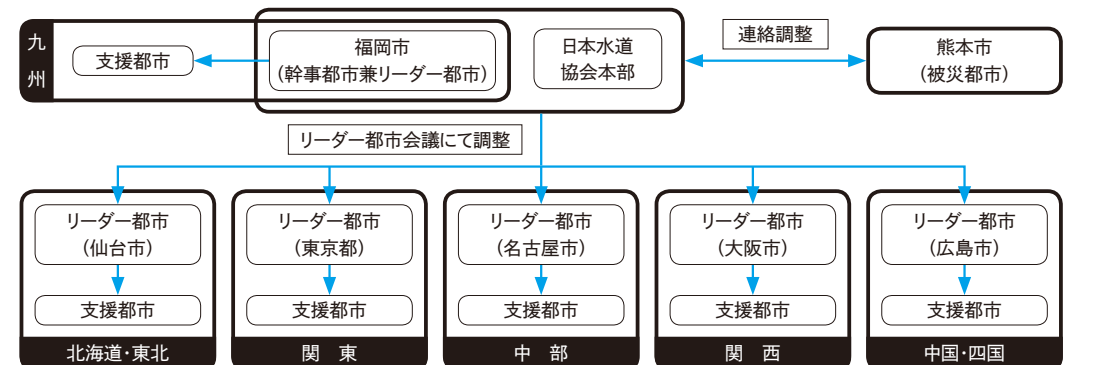 九州
支援都市
福岡市
(幹事都市兼リーダー都市)
日本水道
協会本部
連絡調整
熊本市
(被災都市)
リーダー都市会議にて調整
リーダー都市
(仙台市)
支援都市
北海道・東北
リーダー都市
(東京都)
支援都市
関 東
リーダー都市
(名古屋市)
支援都市
中 部
リーダー都市
(大阪市)
支援都市
関 西
リーダー都市
(広島市)
支援都市
中国・四国